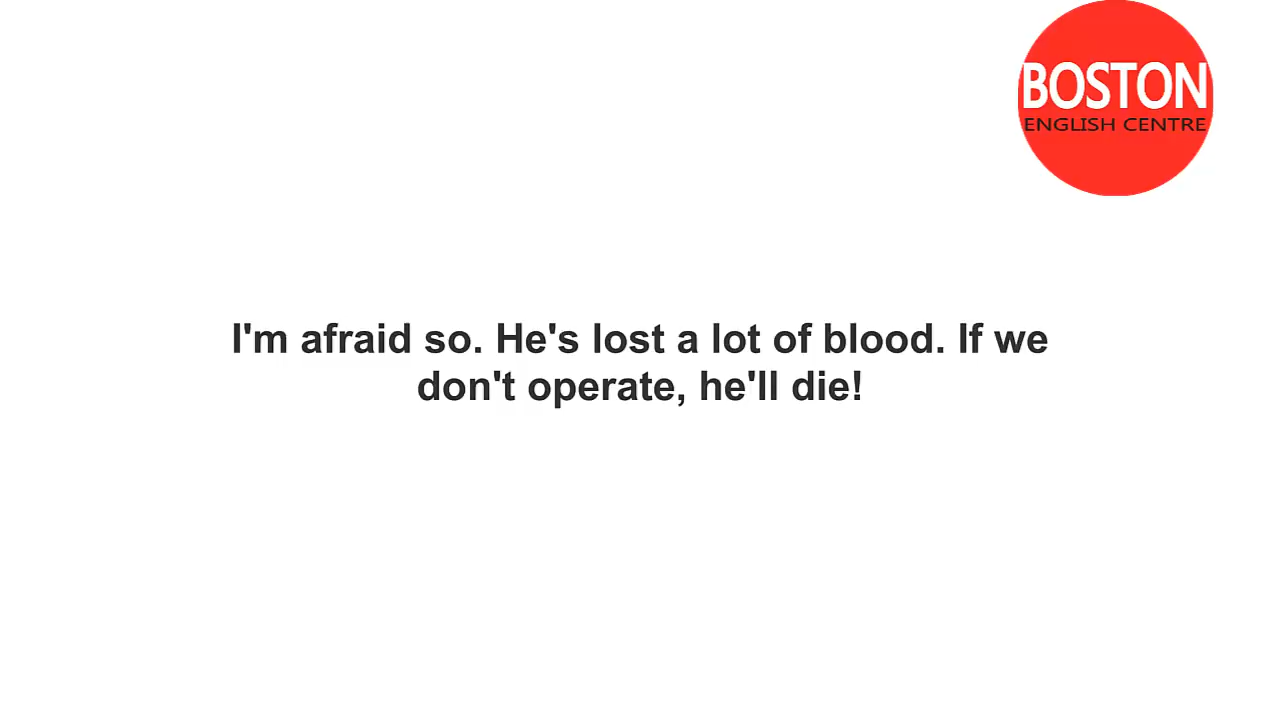 BOSTON
ENGLISH CENTRE
I'm afraid so. He's lost a lot of blood. If we
don't operate, he'll die!